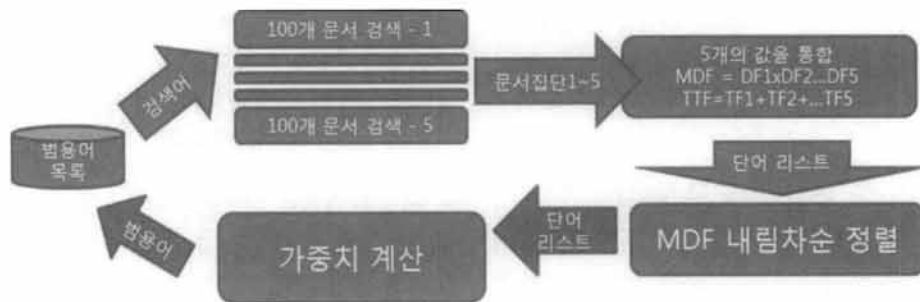 100개 문서 검색 - 1
100개 문서 검색 - 5
검색어
문서집단1~5
5개의 값을 통합
MDF = DF1xDF2...DF5
TTF=TF1+TF2+...TF5
범용어
목록
단어 리스트
범용어
가중치 계산
단어
리스트
MDF 내림차순 정렬